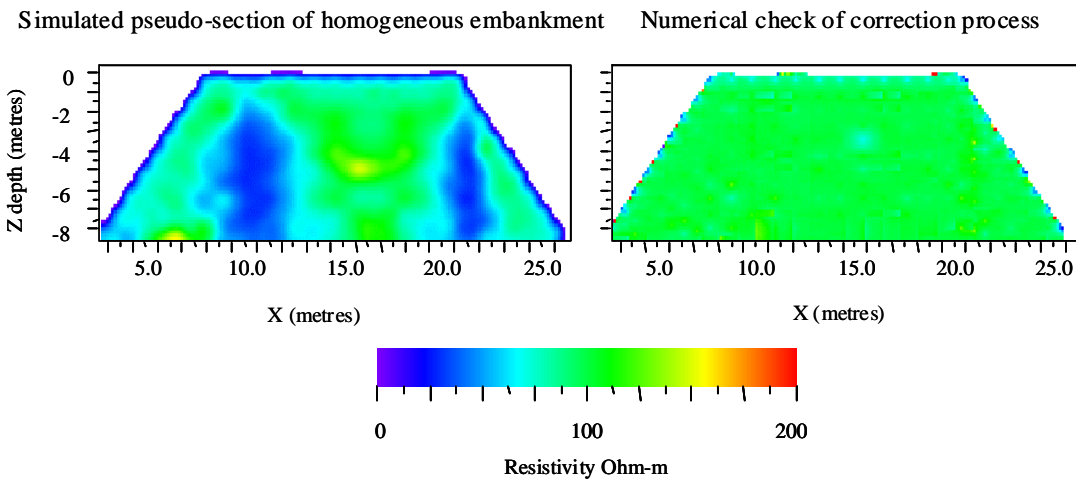 Simulated pseudo-section of homogeneous embankment
Numerical check of correction process
Z depth (metres)
0
-2
-4
-6
-8
0
-2
-4
-6
-8
5.0 10.0 15.0 20.0 25.0
5.0 10.0 15.0 20.0 25.0
X (metres)
X (metres)
0 100 200
Resistivity Ohm-m